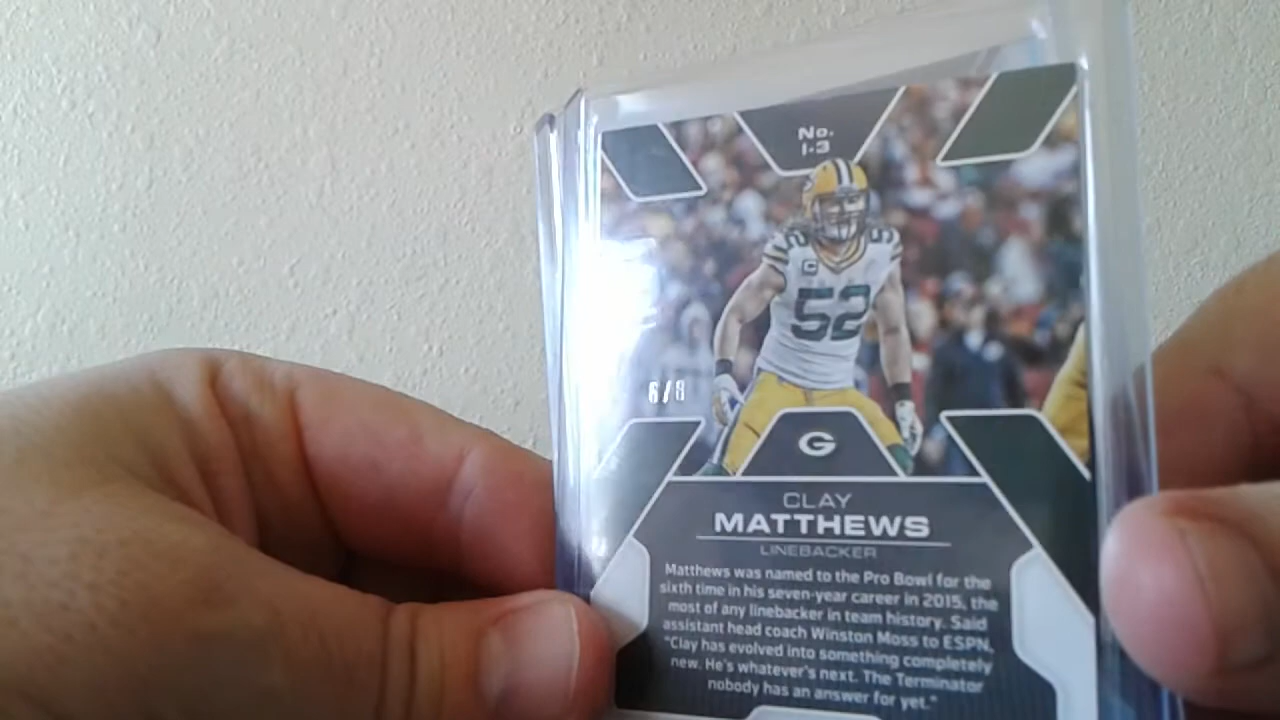 No.
I-3
52
52
C
52
6/8
G
CLAY
MATTHEWS
LINEBACKER
Matthews was named to the Pro Bowl for the
sixth time in his seven-year career in 2015, the
most of any linebacker in team history. Said
assistant head coach Winston Moss to ESPN,
"Clay has evolved into something completely
new. He's whatever's next. The Terminator
nobody has an answer for yet."